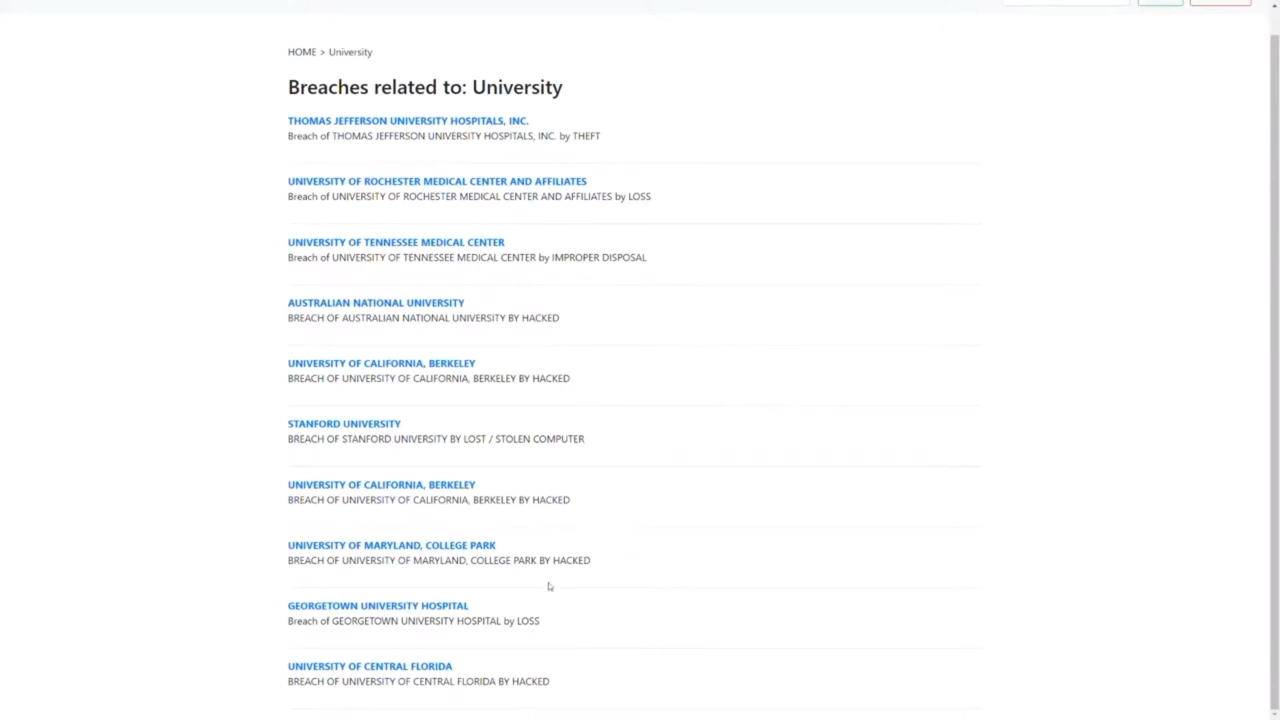 HOME > University
Breaches related to: University
THOMAS JEFFERSON UNIVERSITY HOSPITALS, INC.
Breach of THOMAS JEFFERSON UNIVERSITY HOSPITALS, INC. by THEFT
UNIVERSITY OF ROCHESTER MEDICAL CENTER AND AFFILIATES
Breach of UNIVERSITY OF ROCHESTER MEDICAL CENTER AND AFFILIATES by LOSS
UNIVERSITY OF TENNESSEE MEDICAL CENTER
Breach of UNIVERSITY OF TENNESSEE MEDICAL CENTER by IMPROPER DISPOSAL
AUSTRALIAN NATIONAL UNIVERSITY
BREACH OF AUSTRALIAN NATIONAL UNIVERSITY BY HACKED
UNIVERSITY OF CALIFORNIA, BERKELEY
BREACH OF UNIVERSITY OF CALIFORNIA, BERKELEY BY HACKED
STANFORD UNIVERSITY
BREACH OF STANFORD UNIVERSITY BY LOST / STOLEN COMPUTER
UNIVERSITY OF CALIFORNIA, BERKELEY
BREACH OF UNIVERSITY OF CALIFORNIA, BERKELEY BY HACKED
UNIVERSITY OF MARYLAND, COLLEGE PARK
BREACH OF UNIVERSITY OF MARYLAND, COLLEGE PARK BY HACKED
GEORGETOWN UNIVERSITY HOSPITAL
Breach of GEORGETOWN UNIVERSITY HOSPITAL by LOSS
UNIVERSITY OF CENTRAL FLORIDA
BREACH OF UNIVERSITY OF CENTRAL FLORIDA BY HACKED